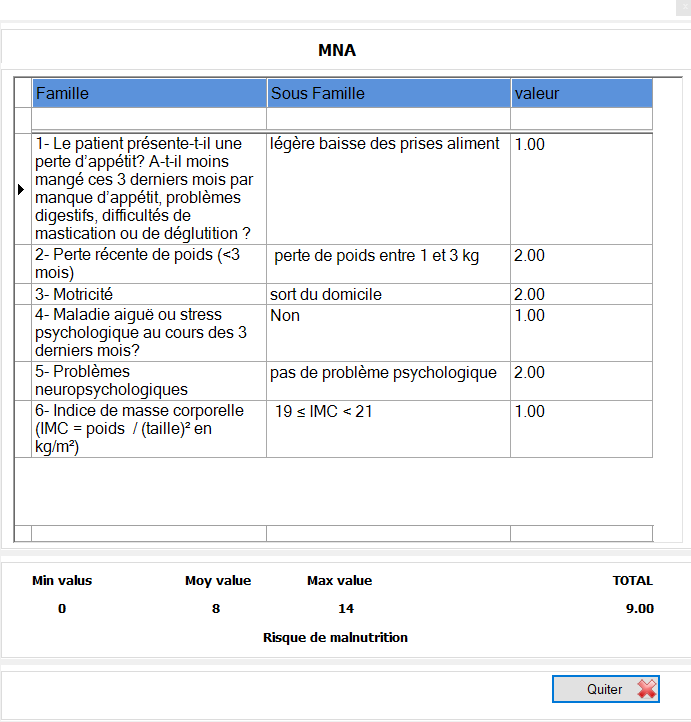 MNA
Famille Sous Famille valeur
1- Le patient présente-t-il une légère baisse des prises aliment 1.00
perte d'appétit? A-t-il moins
mangé ces 3 derniers mois par
manque d'appétit, problèmes
digestifs, difficultés de
mastication ou de déglutition ?
2- Perte récente de poids (<3 perte de poids entre 1 et 3 kg 2.00
mois)
3- Motricité sort du domicile 2.00
4- Maladie aiguë ou stress Non 1.00
psychologique au cours des 3
derniers mois?
5- Problèmes pas de problème psychologique 2.00
neuropsychologiques
6- Indice de masse corporelle 19 ≤ IMC < 21 1.00
(IMC = poids / (taille)² en
kg/m²)
Min valus Moy value Max value TOTAL
0 8 14 9.00
Risque de malnutrition
Quiter